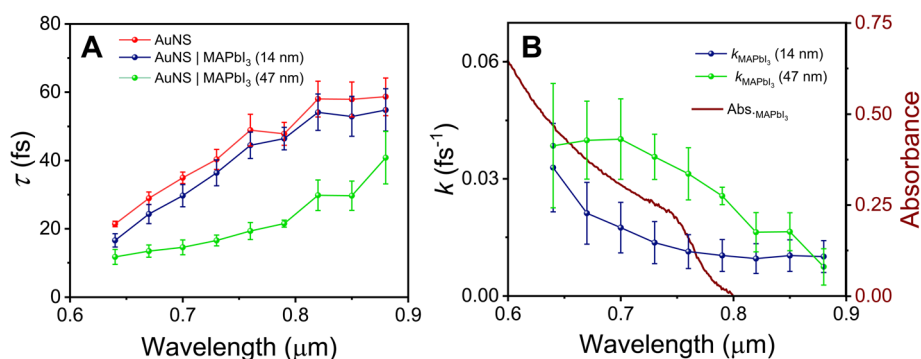 A
AuNS
AuNS | MAPbI₃ (14 nm)
AuNS | MAPbI₃ (47 nm)
80
60
40
20
0
τ (fs)
0.6
0.7
0.8
0.9
Wavelength (μm)
B
k MAPbI₃ (14 nm)
k MAPbI₃ (47 nm)
Abs.MAPbI₃
0.06
0.03
0.00
k (fs⁻¹)
0.75
0.50
0.25
0.00
Absorbance
0.6
0.7
0.8
0.9
Wavelength (μm)